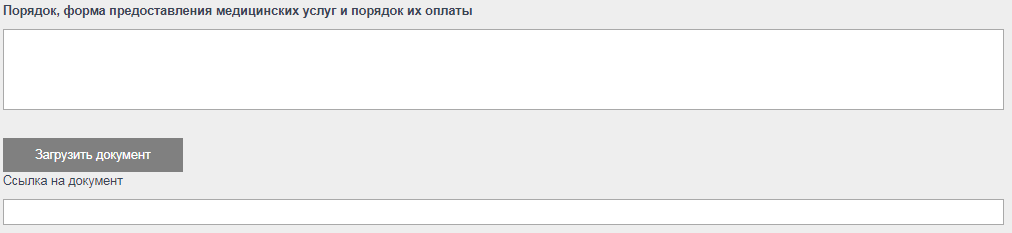 Порядок, форма предоставления медицинских услуг и порядок их оплаты
Загрузить документ
Ссылка на документ